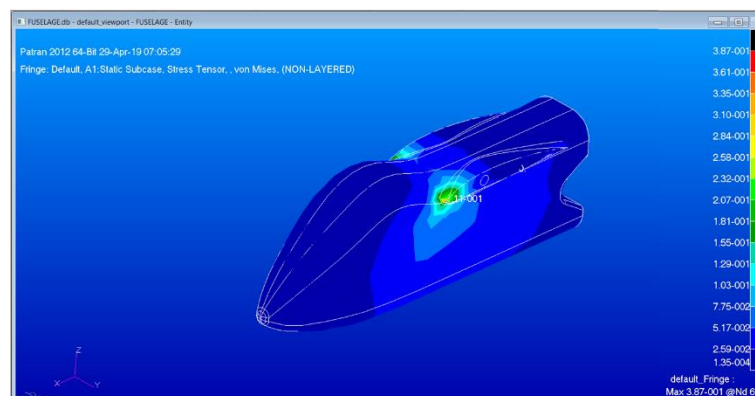 FUSELAGE.db - default_viewport - FUSELAGE - Entity
Patran 2012 64-Bit 29-Apr-19 07:05:29
Fringe: Default, A1:Static Subcase, Stress Tensor, , von Mises, (NON-LAYERED)
3.87-001
3.61-001
3.35-001
3.10-001
2.84-001
2.58-001
2.32-001
2.07-001
1.81-001
1.55-001
1.29-001
1.03-001
7.75-002
5.17-002
2.59-002
1.35-004
Z
X
Y
default_Fringe :
Max 3.87-001 @Nd 6